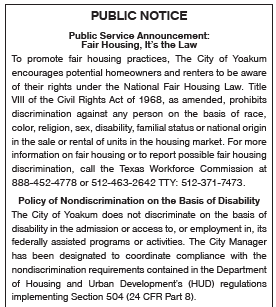 PUBLIC NOTICE
Public Service Announcement:
Fair Housing, It's the Law
To promote fair housing practices, The City of Yoakum
encourages potential homeowners and renters to be aware
of their rights under the National Fair Housing Law. Title
VIII of the Civil Rights Act of 1968, as amended, prohibits
discrimination against any person on the basis of race,
color, religion, sex, disability, familial status or national origin
in the sale or rental of units in the housing market. For more
information on fair housing or to report possible fair housing
discrimination, call the Texas Workforce Commission at
888-452-4778 or 512-463-2642 TTY: 512-371-7473.
Policy of Nondiscrimination on the Basis of Disability
The City of Yoakum does not discriminate on the basis of
disability in the admission or access to, or employment in, its
federally assisted programs or activities. The City Manager
has been designated to coordinate compliance with the
nondiscrimination requirements contained in the Department
of Housing and Urban Development's (HUD) regulations
implementing Section 504 (24 CFR Part 8).